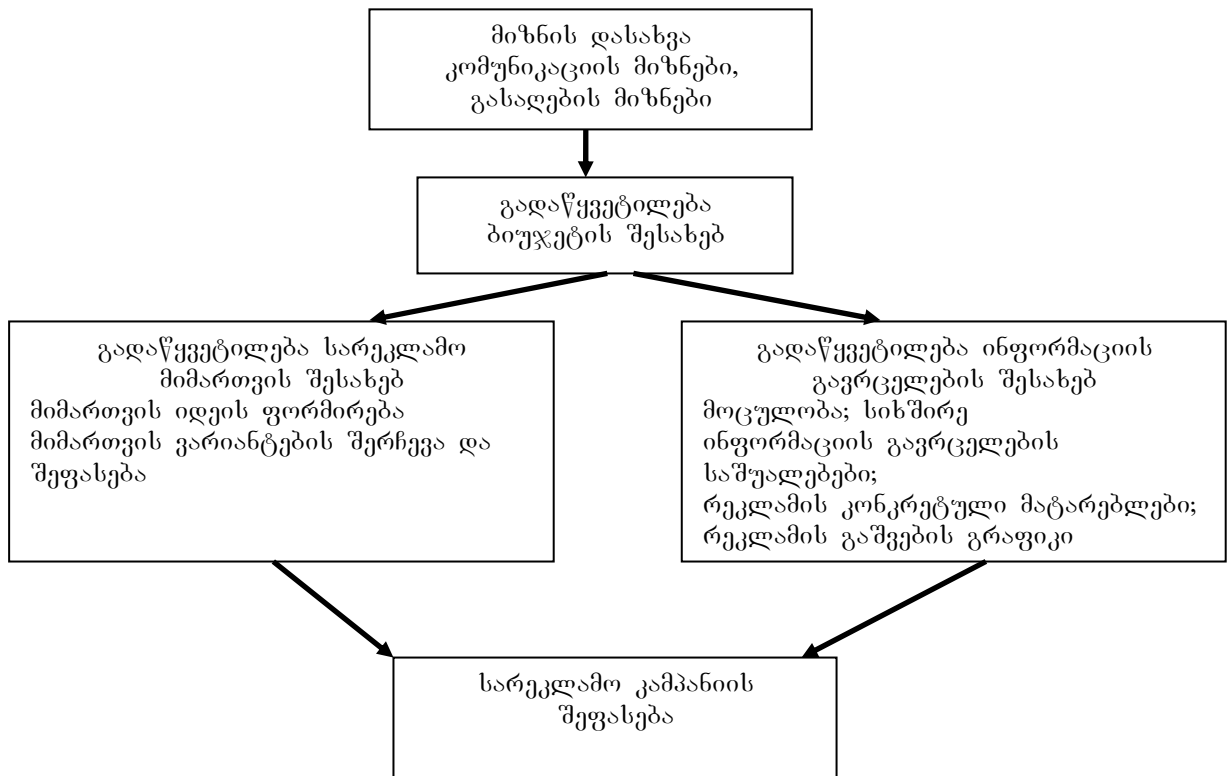 მიზნის დასახვა
კომუნიკაციის მიზნები,
გასაღების მიზნები
გადაწყვეტილება
ბიუჯეტის შესახებ
გადაწყვეტილება სარეკლამო
მიმართვის შესახებ
მიმართვის იდეის ფორმირება
მიმართვის ვარიანტების შერჩევა და
შეფასება
გადაწყვეტილება ინფორმაციის
გავრცელების შესახებ
მოცულობა; სიხშირე
ინფორმაციის გავრცელების
საშუალებები;
რეკლამის კონკრეტული მატარებლები;
რეკლამის გაშვების გრაფიკი
სარეკლამო კამპანიის
შეფასება